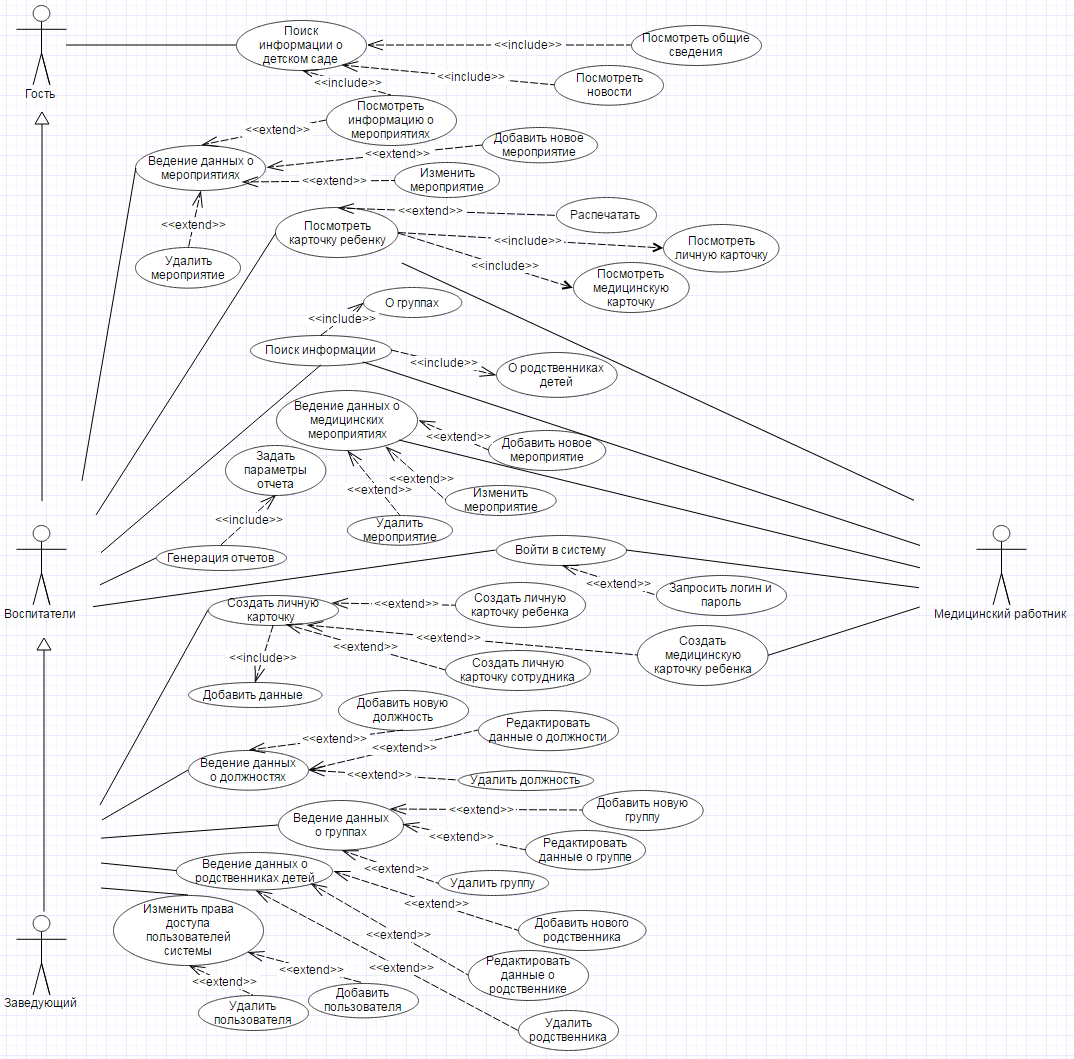 Поиск
информации о
детском саде
<<include>>
Посмотреть общие
сведения
<<include>>
Посмотреть
новости
<<include>>
Гость
Посмотреть
информацию о
мероприятиях
<<extend>>
Добавить новое
мероприятие
<<extend>>
Ведение данных о
мероприятиях
<<extend>>
Изменить
мероприятие
<<extend>>
Распечатать
<<extend>>
Посмотреть
карточку ребенку
<<include>>
Посмотреть
личную карточку
Удалить
мероприятие
<<include>>
Посмотреть
медицинскую
карточку
О группах
<<include>>
Поиск информации
<<include>>
О родственниках
детей
Ведение данных о
медицинских
мероприятиях
<<extend>>
Добавить новое
мероприятие
Задать
параметры
отчета
<<extend>>
<<extend>>
Изменить
мероприятие
<<include>>
Удалить
мероприятие
Генерация отчетов
Войти в систему
<<extend>>
Запросить логин и
пароль
Воспитатели
Медицинский работник
Создать личную
карточку
<<extend>>
Создать личную
карточку ребенка
<<extend>>
<<extend>>
Создать
медицинскую
карточку ребенка
<<include>>
Создать личную
карточку сотрудника
Добавить данные
Добавить новую
должность
Редактировать
данные о должности
<<extend>>
<<extend>>
Ведение данных
о должностях
<<extend>>
Удалить должность
Ведение данных
о группах
<<extend>>
Добавить новую
группу
<<extend>>
Редактировать
данные о группе
Ведение данных о
родственниках детей
<<extend>>
Удалить группу
<<extend>>
Изменить права
доступа
пользователей
системы
Добавить нового
родственника
<<extend>>
<<extend>>
Редактировать
данные о
родственнике
<<extend>>
<<extend>>
Добавить
пользователя
Заведующий
Удалить
пользователя
Удалить
родственника